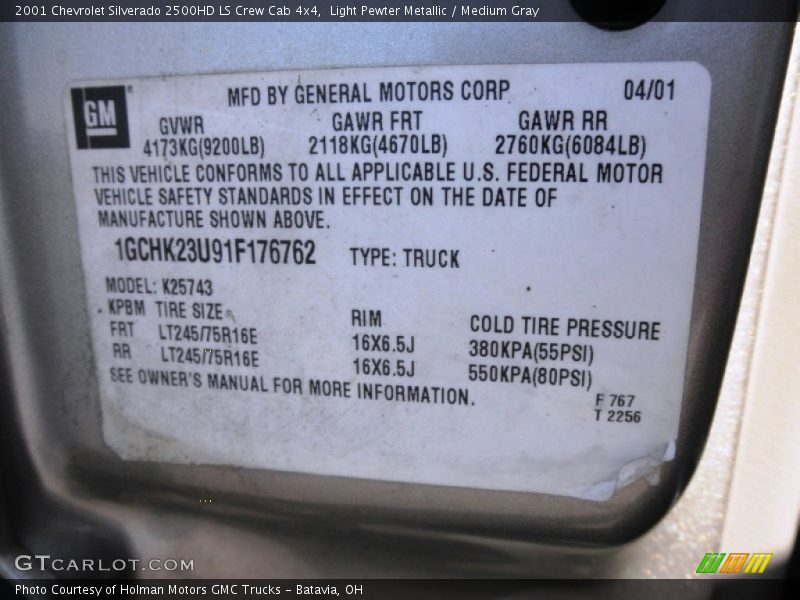 2001 Chevrolet Silverado 2500HD LS Crew Cab 4x4,  Light Pewter Metallic / Medium Gray
GM
MFD BY GENERAL MOTORS CORP 04/01
GVWR GAWR FRT GAWR RR
4173KG(9200LB) 2118KG(4670LB) 2760KG(6084LB)
THIS VEHICLE CONFORMS TO ALL APPLICABLE U.S. FEDERAL MOTOR
VEHICLE SAFETY STANDARDS IN EFFECT ON THE DATE OF
MANUFACTURE SHOWN ABOVE.
1GCHK23U91F176762 TYPE: TRUCK
MODEL: K25743
KPBM TIRE SIZE RIM COLD TIRE PRESSURE
FRT LT245/75R16E 16X6.5J 380KPA(55PSI)
RR LT245/75R16E 16X6.5J 550KPA(80PSI)
SEE OWNER'S MANUAL FOR MORE INFORMATION.
F 767
T 2256
GTCARLOT.COM
Photo Courtesy of Holman Motors GMC Trucks - Batavia, OH